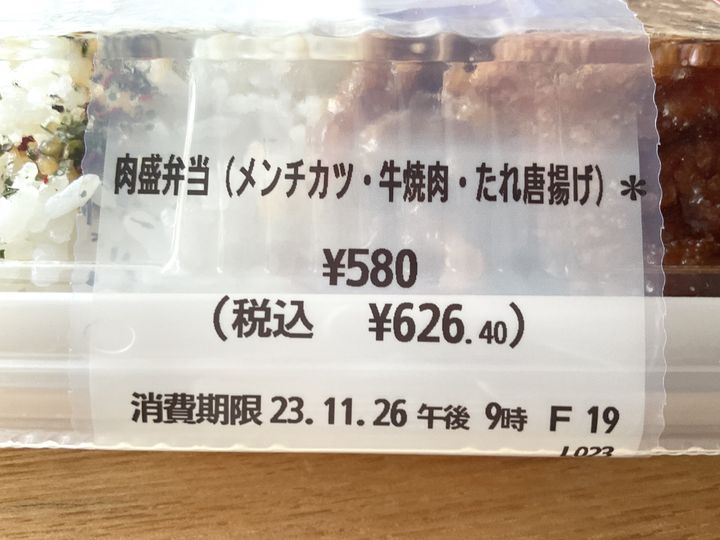 肉盛弁当（メンチカツ・牛焼肉・たれ唐揚げ）＊
¥580
（税込 ¥626.40）
消費期限 23.11.26 午後 9時 F 19
L023